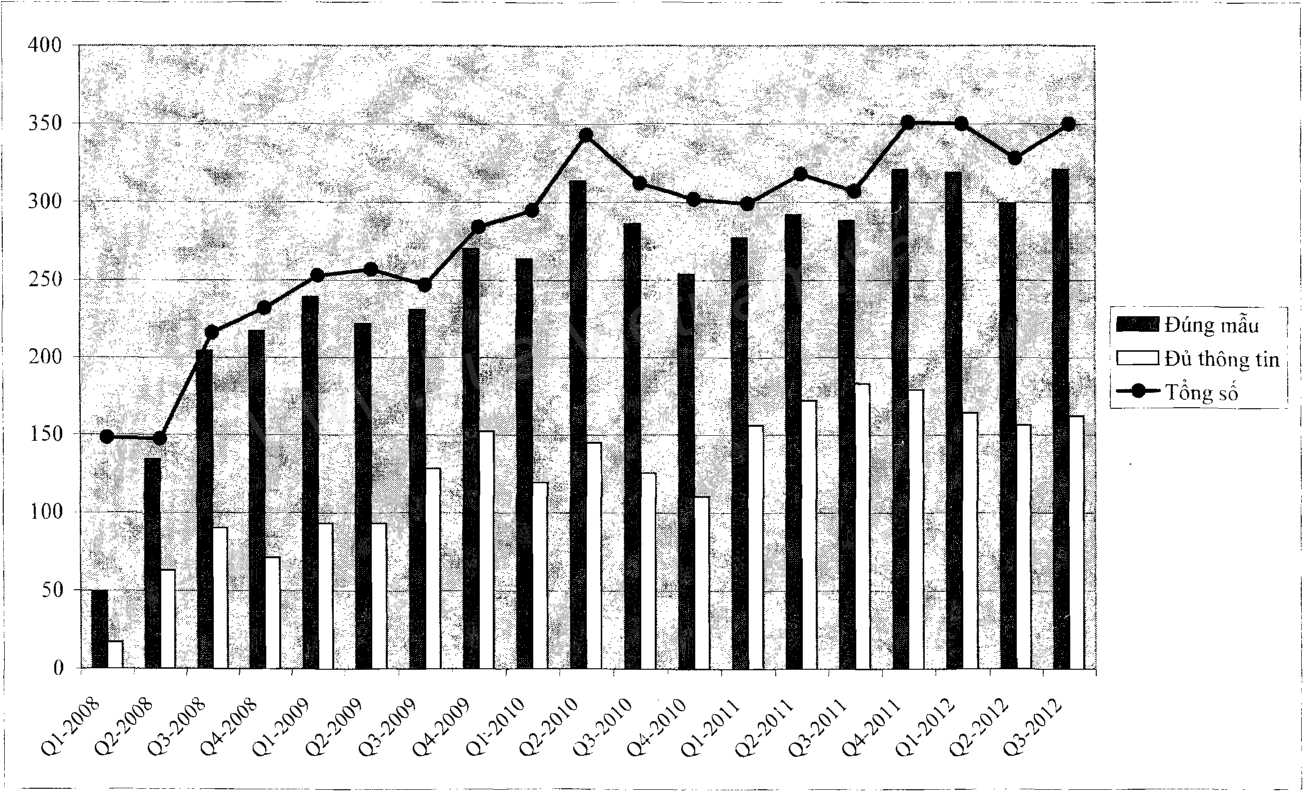 400
350
300
250
200
150
100
50
0
Q1-2008
Q2-2008
Q3-2008
Q4-2008
Q1-2009
Q2-2009
Q3-2009
Q4-2009
Q1-2010
Q2-2010
Q3-2010
Q4-2010
Q1-2011
Q2-2011
Q3-2011
Q4-2011
Q1-2012
Q2-2012
Q3-2012
Đúng mẫu
Đủ thông tin
Tổng số